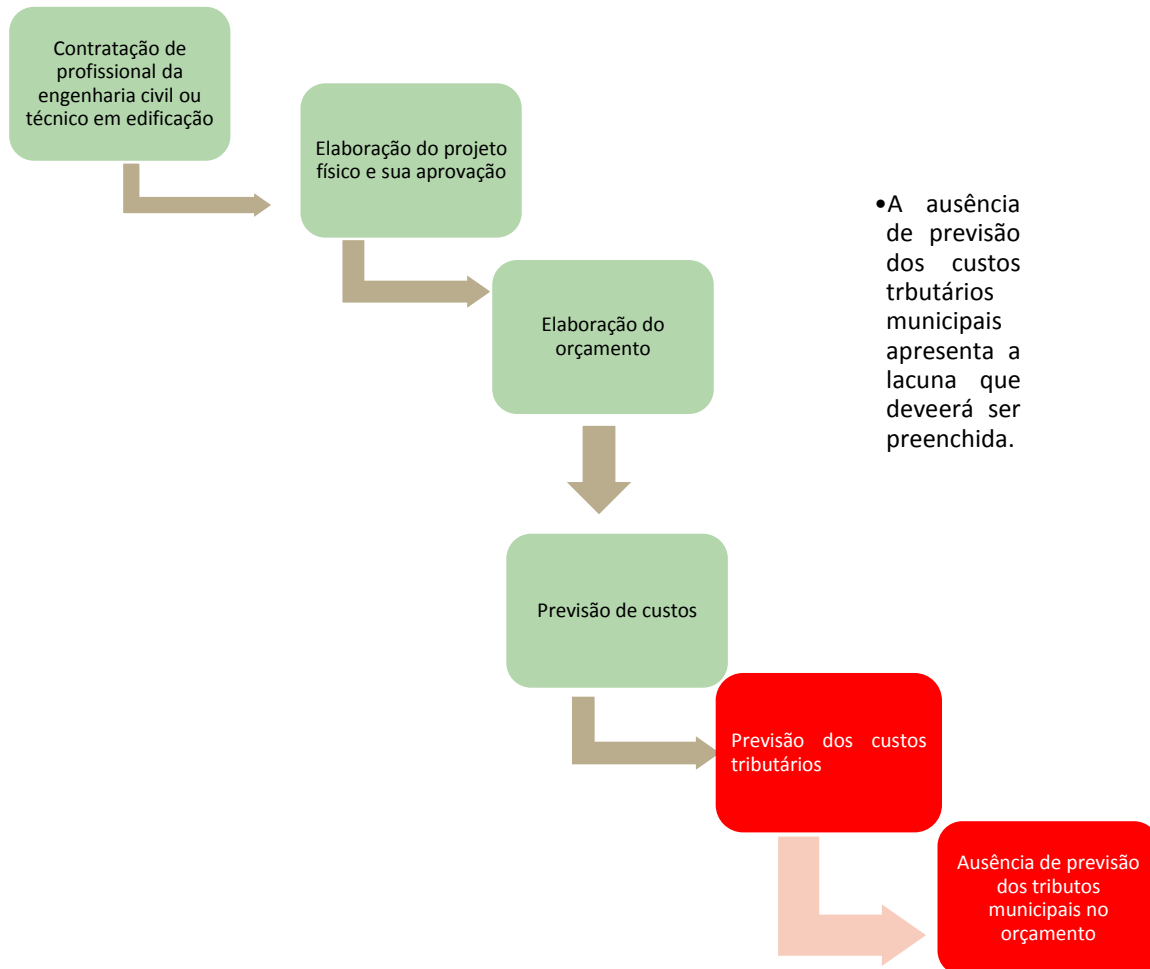 Contratação de
profissional da
engenharia civil ou
técnico em edificação
Elaboração do projeto
físico e sua aprovação
•A ausência
de previsão
dos custos
trbutários
municipais
apresenta a
lacuna que
deveerá ser
preenchida.
Elaboração do
orçamento
Previsão de custos
Previsão dos custos
tributários
Ausência de previsão
dos tributos
municipais no
orçamento